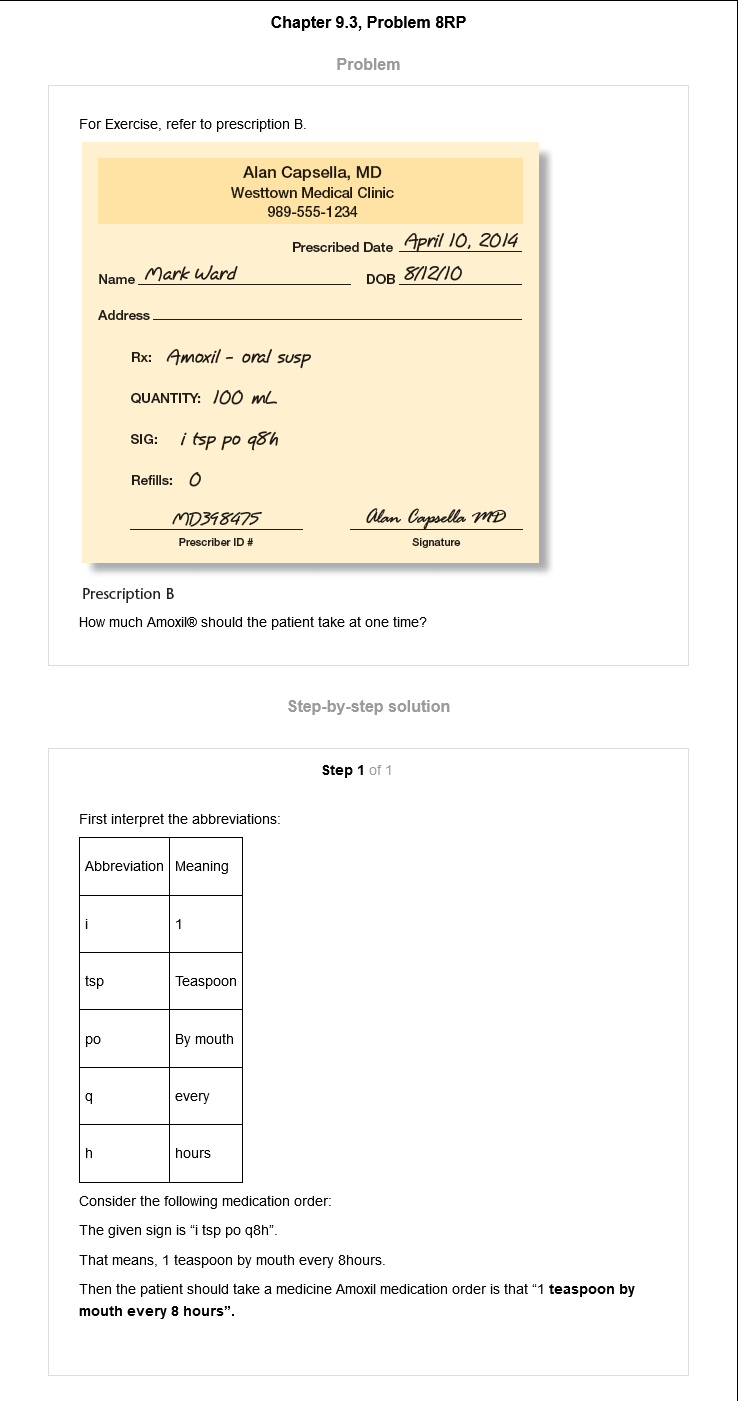 Chapter 9.3, Problem 8RP
Problem
For Exercise, refer to prescription B.
Alan Capsella, MD
Westtown Medical Clinic
989-555-1234
Prescribed Date April 10, 2014
Name Mark Ward DOB 8/12/10
Address
Rx: Amoxil - oral susp
QUANTITY: 100 mL
SIG: i tsp po q8h
Refills: 0
MD398475 Alan Capsella MD
Prescriber ID # Signature
Prescription B
How much Amoxil® should the patient take at one time?
Step-by-step solution
Step 1 of 1
First interpret the abbreviations:
Abbreviation Meaning
i 1
tsp Teaspoon
po By mouth
q every
h hours
Consider the following medication order:
The given sign is “i tsp po q8h”.
That means, 1 teaspoon by mouth every 8hours.
Then the patient should take a medicine Amoxil medication order is that “1 teaspoon by
mouth every 8 hours”.